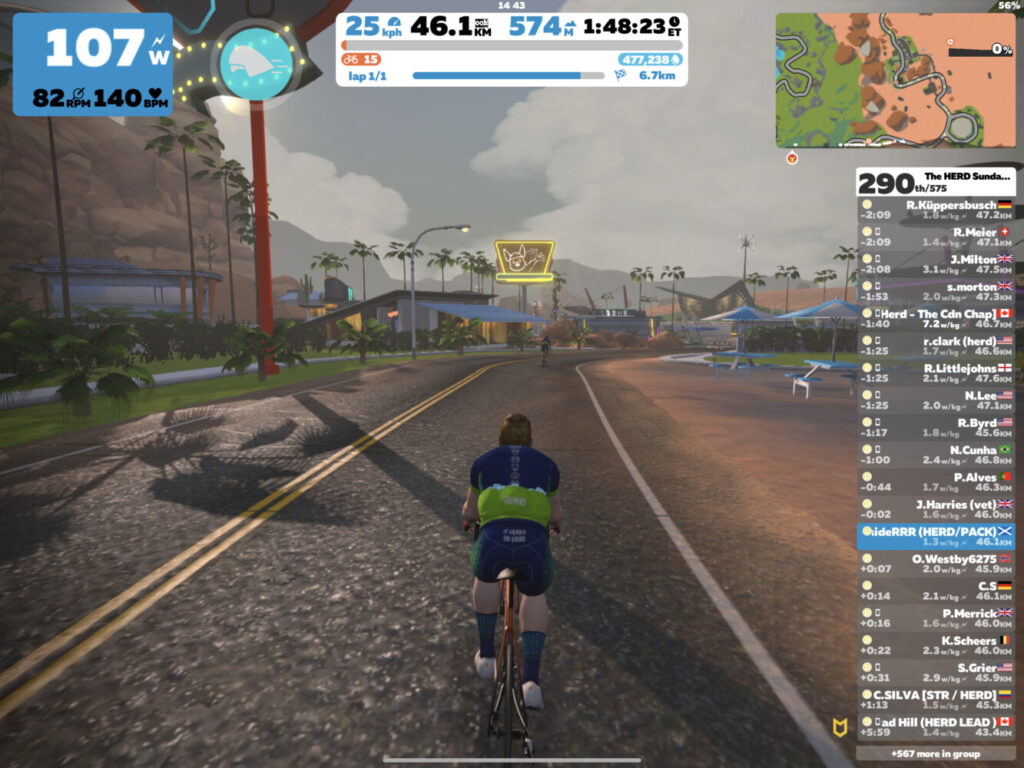 14 43
56%
107 W
82 RPM 140 BPM
25 kph 46.1 KM 574 M 1:48:23 ET
15
477,238
lap 1/1
6.7km
0%
290th/575
The HERD Sunda...
R.Küppersbusch
-2:09 1.8w/kg 47.2KM
R.Meier
-2:09 1.4w/kg 47.1KM
J.Milton
-2:08 3.1w/kg 47.5KM
s.morton
-1:53 2.0w/kg 47.3KM
Herd - The Cdn Chap]
-1:40 7.2w/kg 46.7KM
r.clark (herd)
-1:25 1.7w/kg 46.6KM
R.Littlejohns
-1:25 2.1w/kg 47.6KM
N.Lee
-1:25 2.0w/kg 47.1KM
R.Byrd
-1:17 1.8w/kg 45.6KM
N.Cunha
-1:00 2.4w/kg 46.8KM
P.Alves
-0:44 1.7w/kg 46.3KM
J.Harries (vet)
-0:02 1.6w/kg 46.0KM
ideRRR (HERD/PACK)
1.3w/kg 46.1KM
O.Westby6275
+0:07 2.0w/kg 45.9KM
C.S
+0:14 2.1w/kg 46.1KM
P.Merrick
+0:16 1.6w/kg 46.0KM
K.Scheers
+0:22 2.3w/kg 46.0KM
S.Grier
+0:31 2.9w/kg 45.9KM
C.SILVA [STR / HERD]
+1:13 1.5w/kg 45.3KM
ad Hill (HERD LEAD )
+5:59 1.4w/kg 43.4KM
+567 more in group
HERD